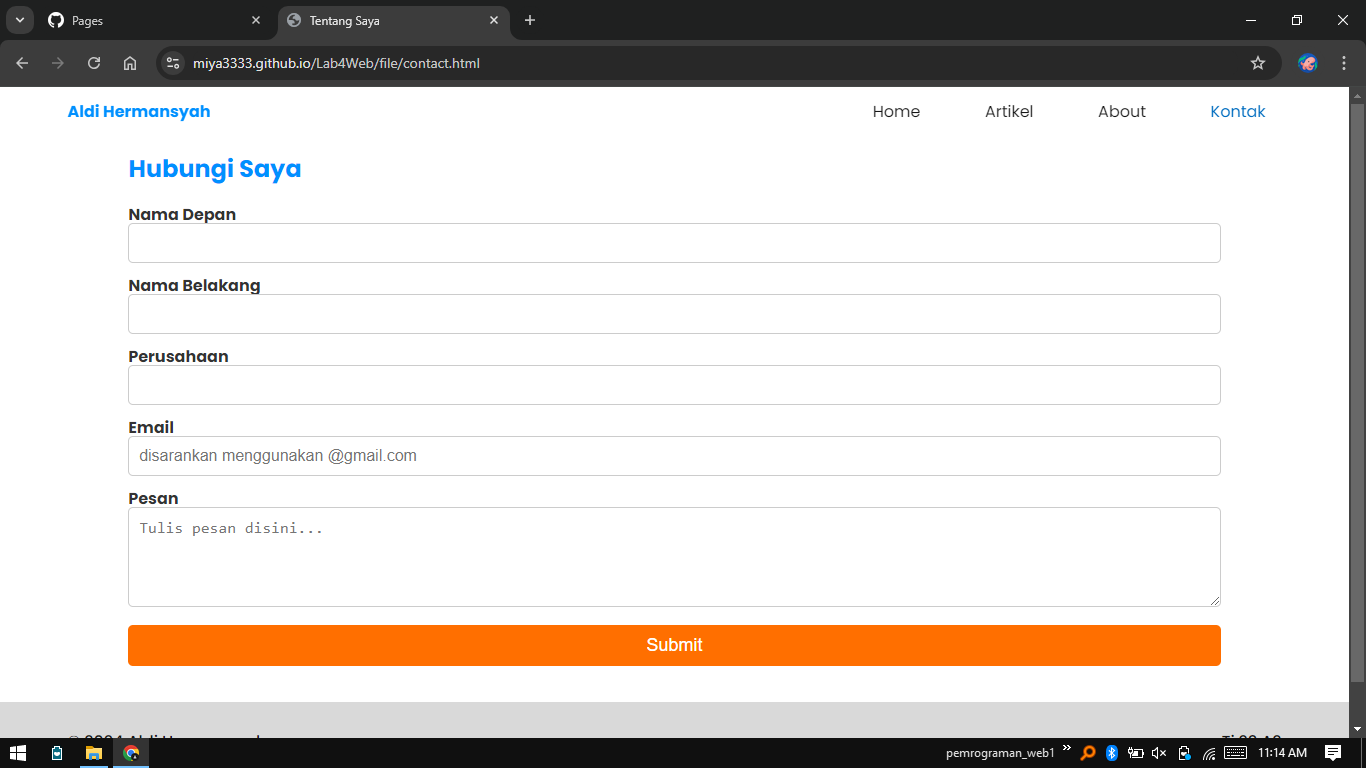 Pages
Tentang Saya
miya3333.github.io/Lab4Web/file/contact.html
Aldi Hermansyah
Home
Artikel
About
Kontak
Hubungi Saya
Nama Depan
Nama Belakang
Perusahaan
Email
disarankan menggunakan @gmail.com
Pesan
Tulis pesan disini...
Submit
pemrograman_web1
11:14 AM